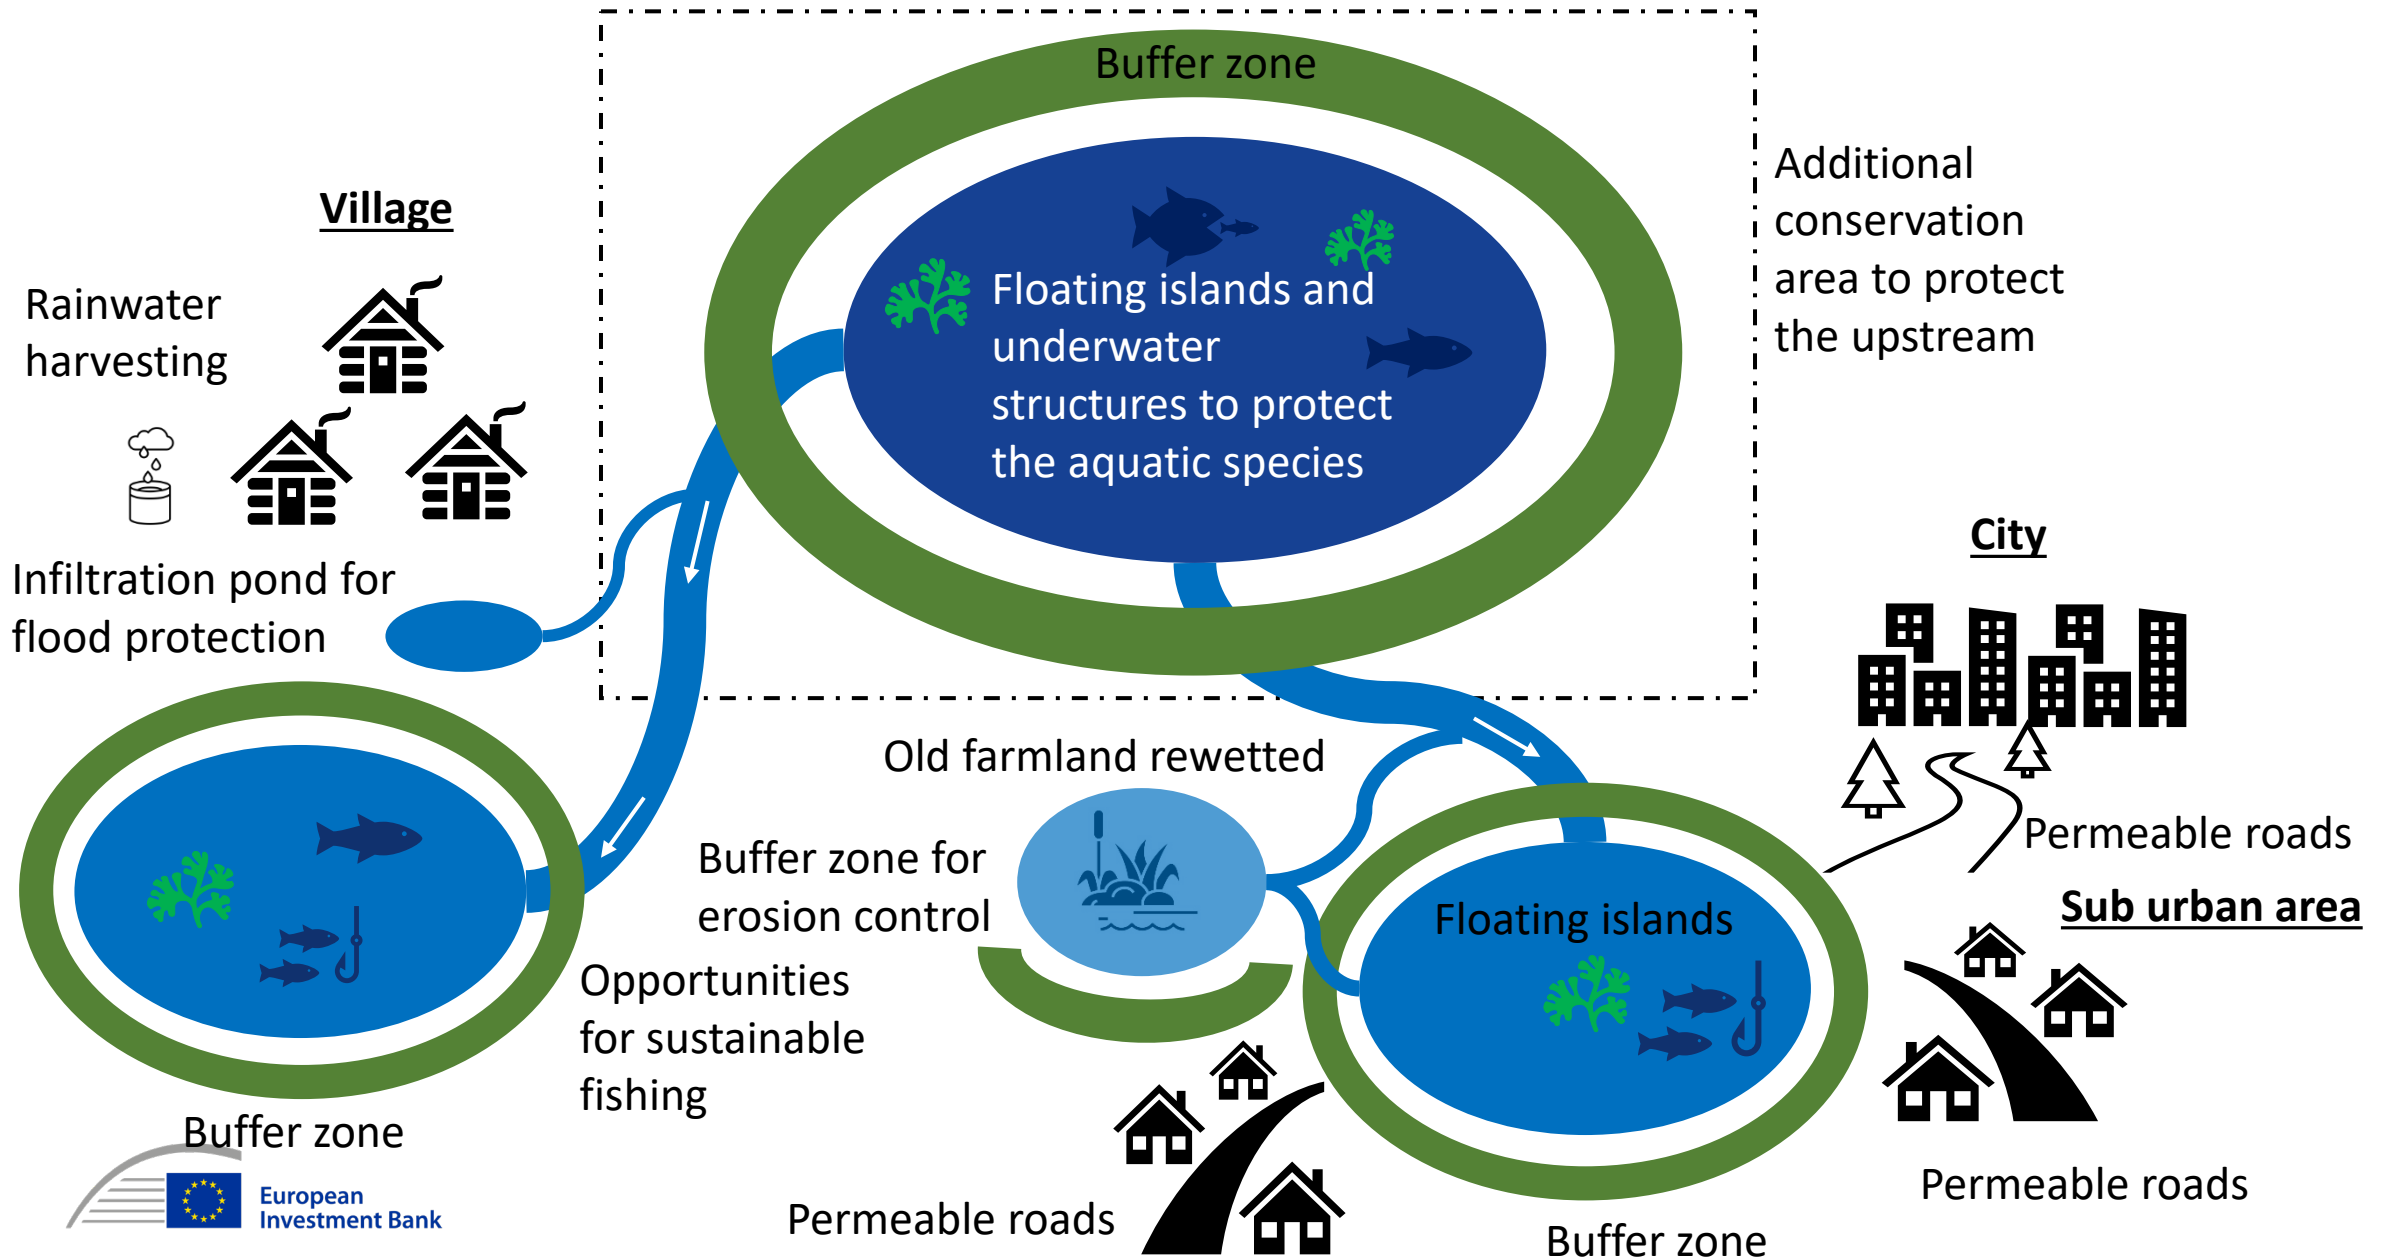 Buffer zone
Additional
conservation
area to protect
the upstream
Village
Rainwater
harvesting
Floating islands and
underwater
structures to protect
the aquatic species
City
Infiltration pond for
flood protection
Old farmland rewetted
Permeable roads
Buffer zone for
erosion control
Sub urban area
Floating islands
Opportunities
for sustainable
fishing
Buffer zone
Permeable roads
Permeable roads
Buffer zone
European
Investment Bank